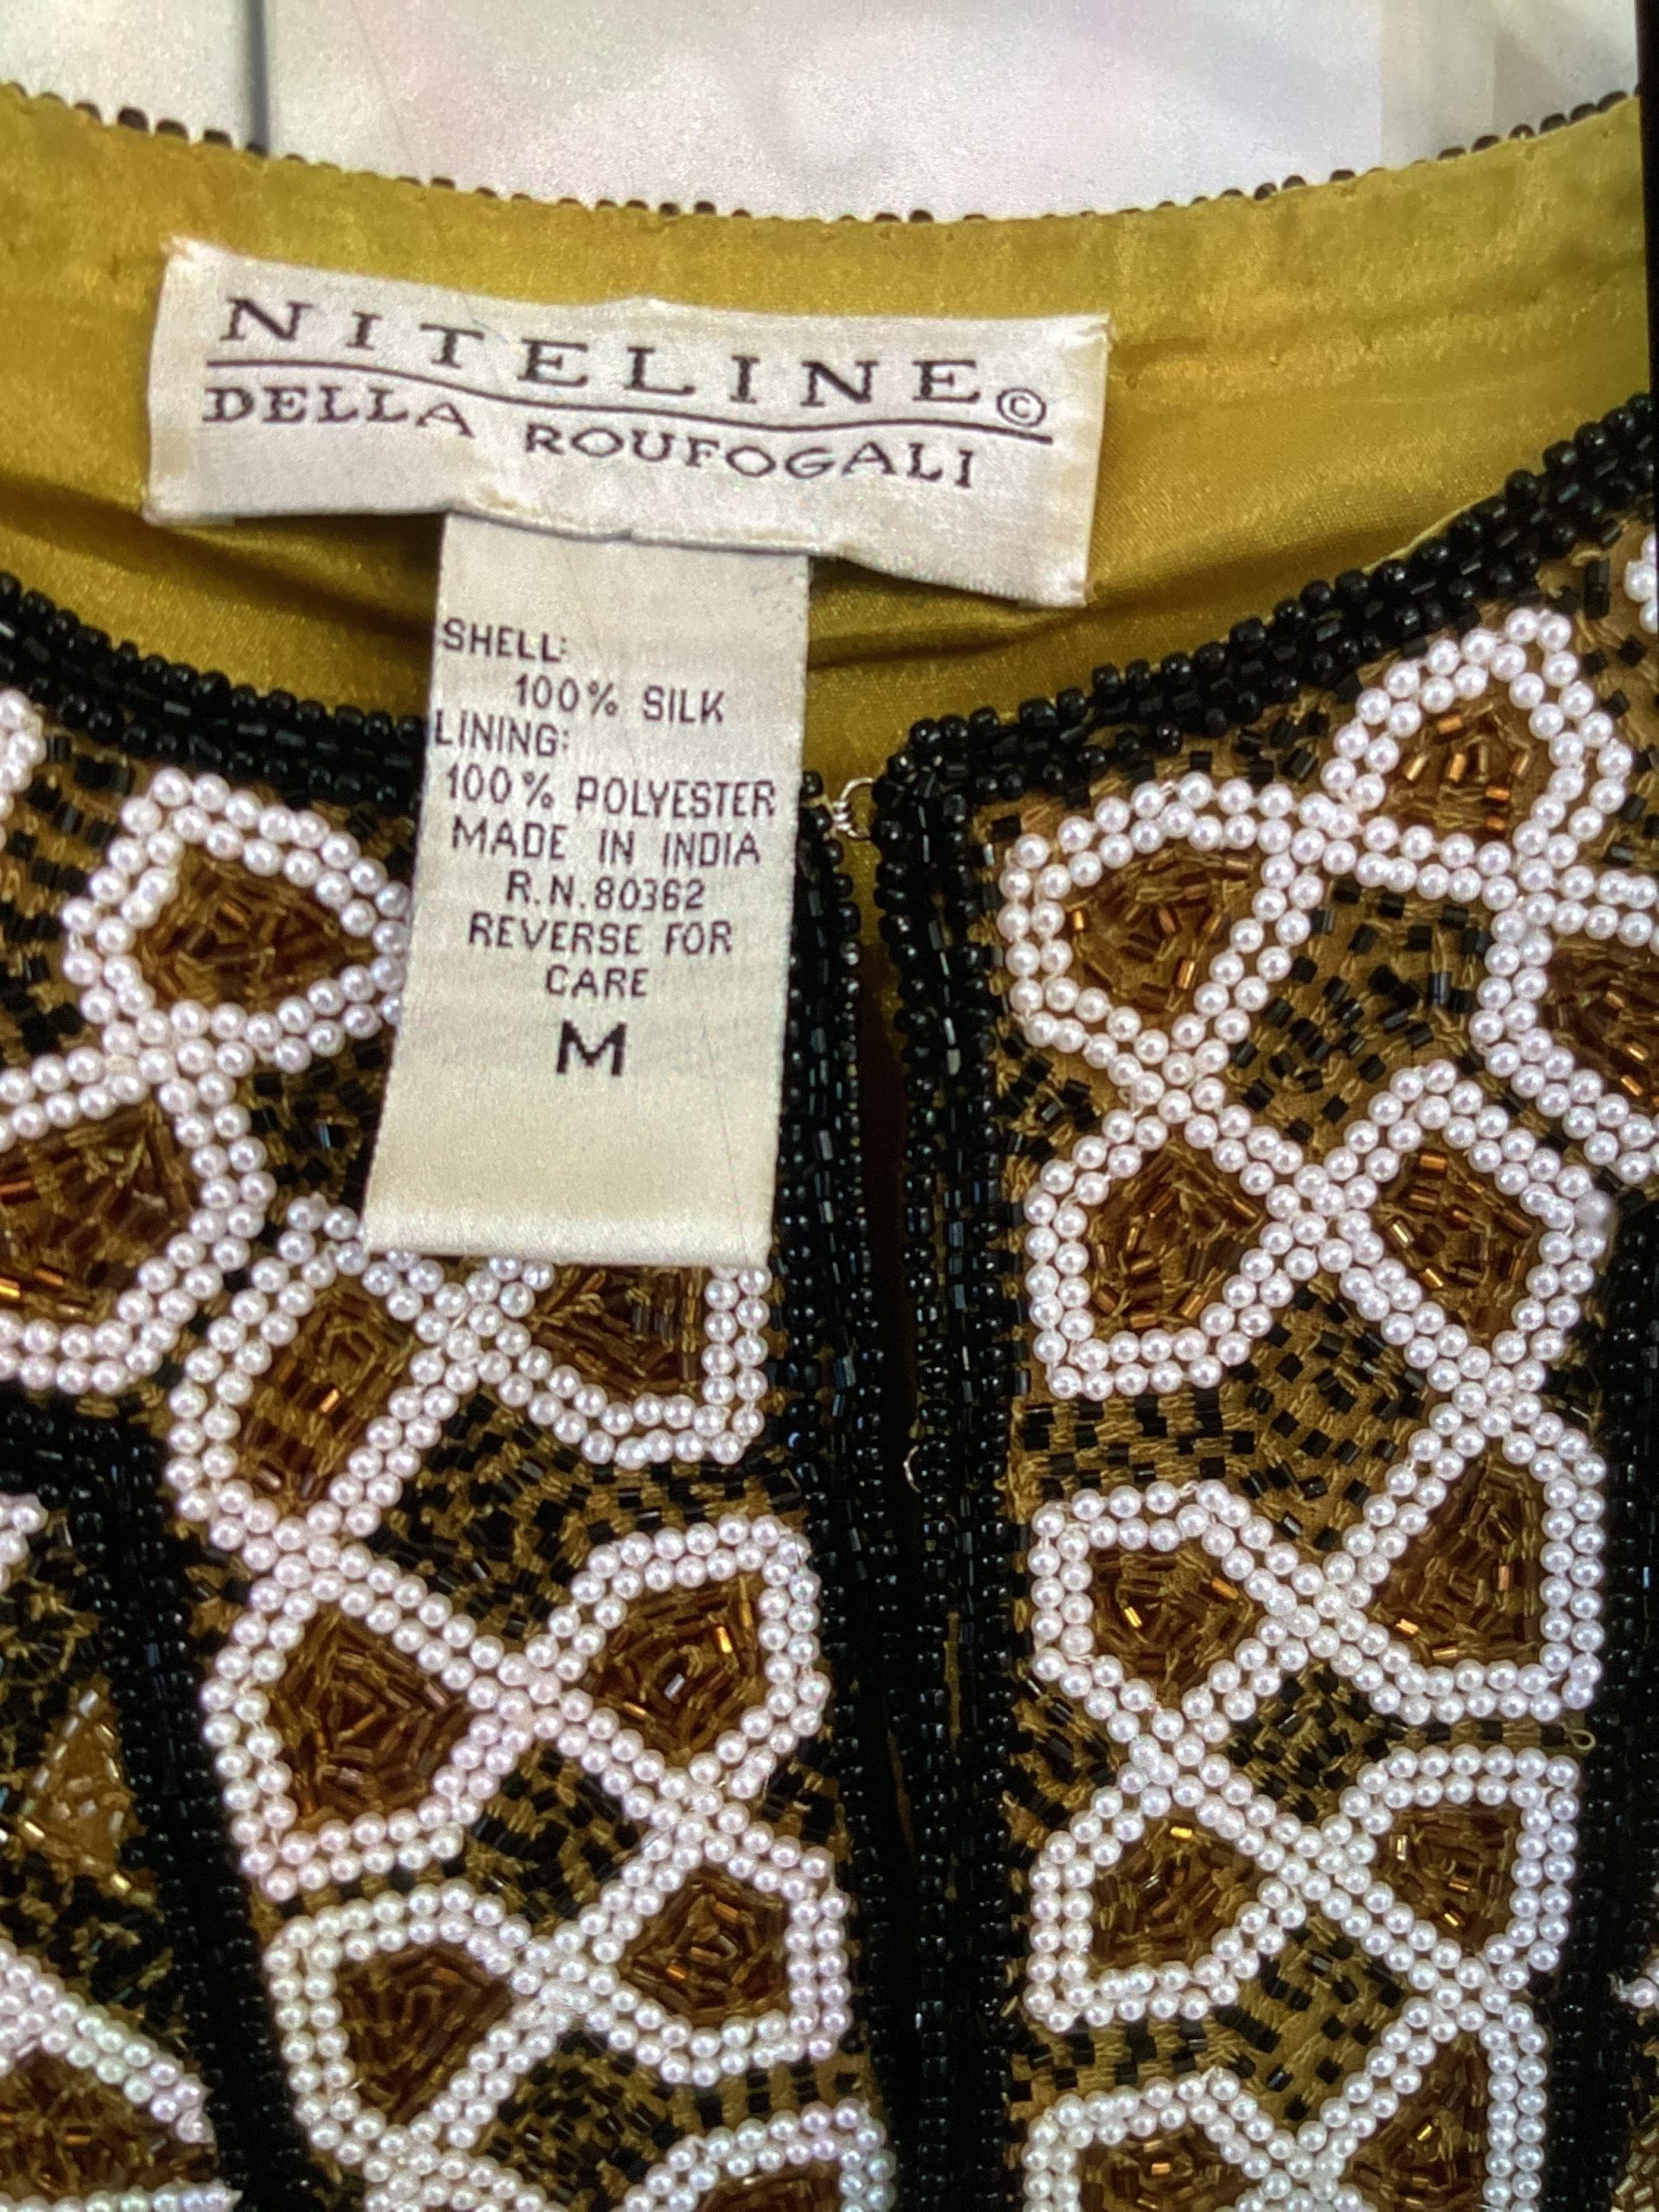 NITELINE©
DELLA ROUFOGALI
SHELL:
100% SILK
LINING:
100% POLYESTER
MADE IN INDIA
R.N.80362
REVERSE FOR
CARE
M